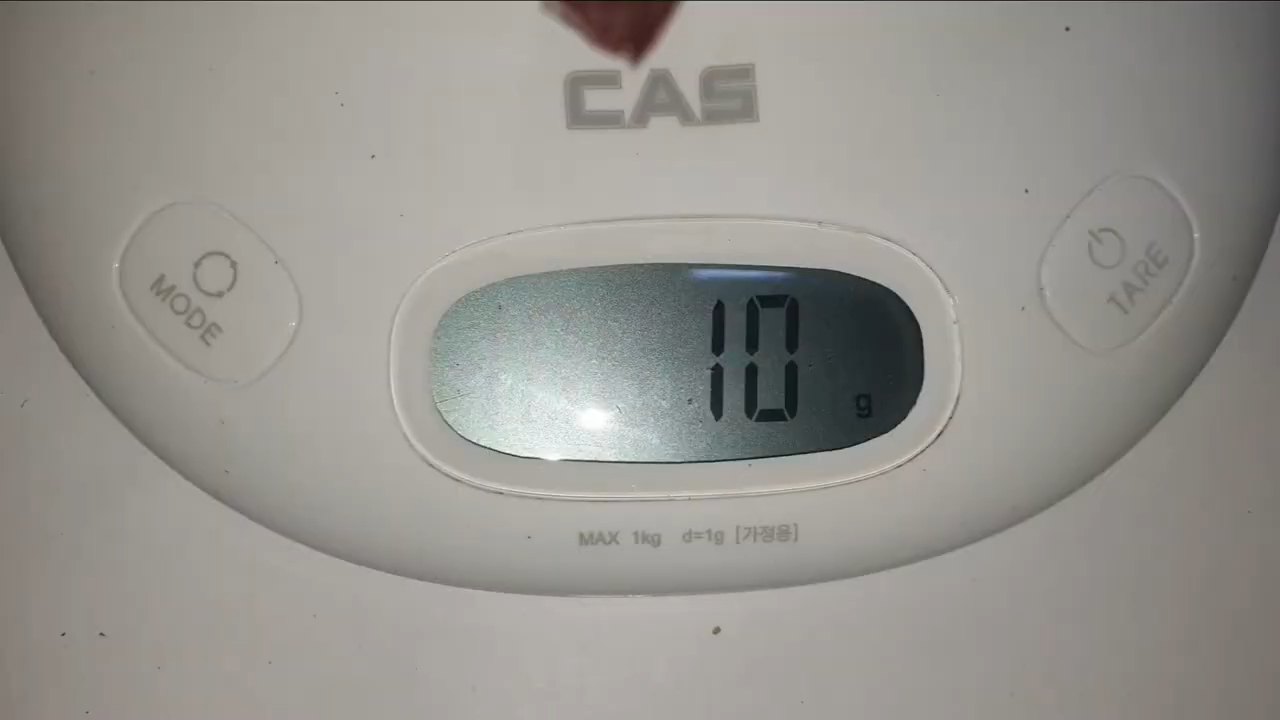 CAS
MODE
TARE
10 g
MAX 1kg d=1g [가정용]